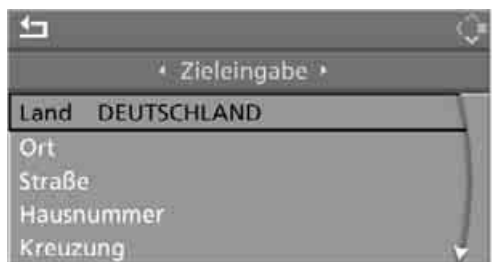 Zieleingabe
Land DEUTSCHLAND
Ort
Straße
Hausnummer
Kreuzung